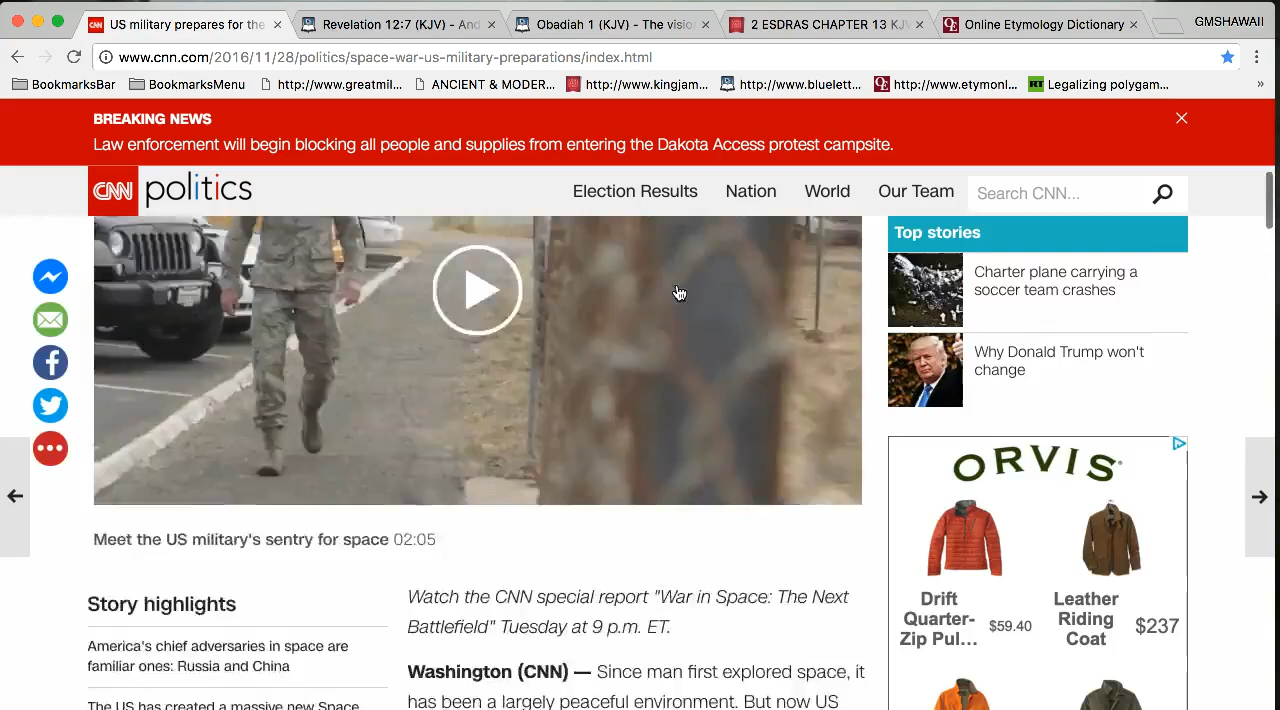 US military prepares for the
Revelation 12:7 (KJV) - And
Obadiah 1 (KJV) - The visio
2 ESDRAS CHAPTER 13 KJV
Online Etymology Dictionary
GMSHAWAII
www.cnn.com/2016/11/28/politics/space-war-us-military-preparations/index.html
BookmarksBar
BookmarksMenu
http://www.greatmil...
ANCIENT & MODER...
http://www.kingjam...
http://www.bluelett...
http://www.etymonl...
RT
Legalizing polygam...
»
BREAKING NEWS
Law enforcement will begin blocking all people and supplies from entering the Dakota Access protest campsite.
CNN politics
Election Results
Nation
World
Our Team
Search CNN...
Top stories
Charter plane carrying a
soccer team crashes
Why Donald Trump won't
change
Meet the US military's sentry for space 02:05
Story highlights
America's chief adversaries in space are
familiar ones: Russia and China
The US has created a massive new Space
Watch the CNN special report "War in Space: The Next
Battlefield" Tuesday at 9 p.m. ET.
Washington (CNN) — Since man first explored space, it
has been a largely peaceful environment. But now US
ORVIS
Drift
Quarter-
Zip Pul...
$59.40
Leather
Riding
Coat
$237